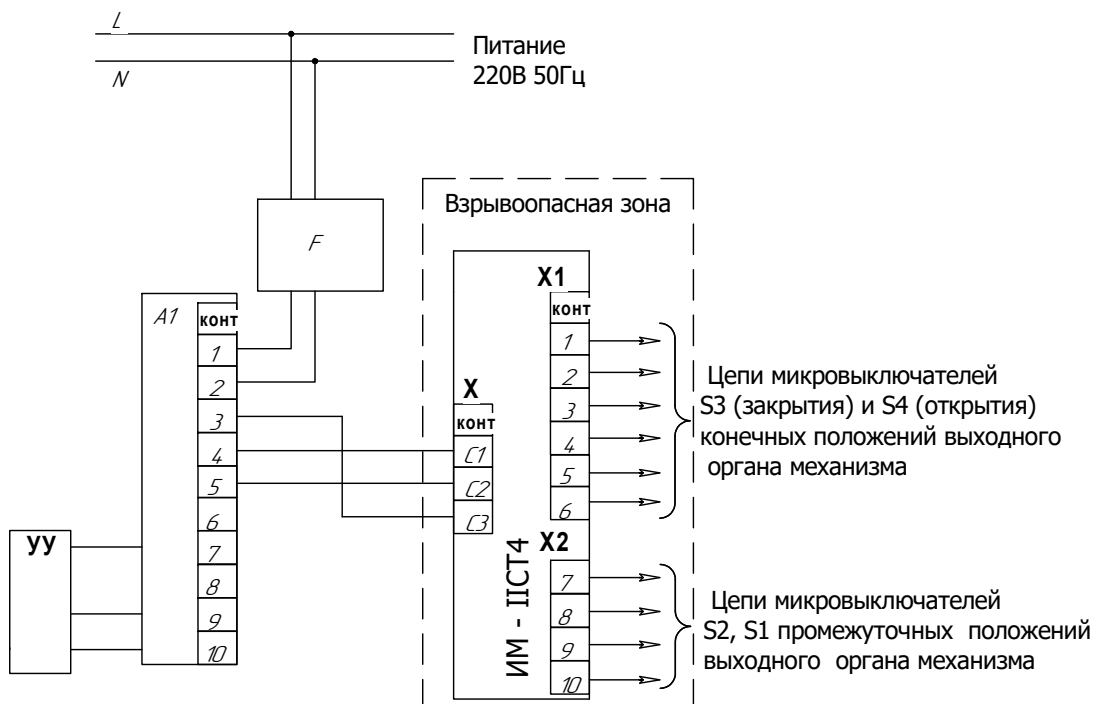 L
N
Питание
220В 50Гц
F
Взрывоопасная зона
A1
конт
1
2
3
4
5
6
7
8
9
10
УУ
X
конт
C1
C2
C3
ИМ - IICT4
X1
конт
1
2
3
4
5
6
X2
7
8
9
10
Цепи микровыключателей
S3 (закрытия) и S4 (открытия)
конечных положений выходного
органа механизма
Цепи микровыключателей
S2, S1 промежуточных положений
выходного органа механизма